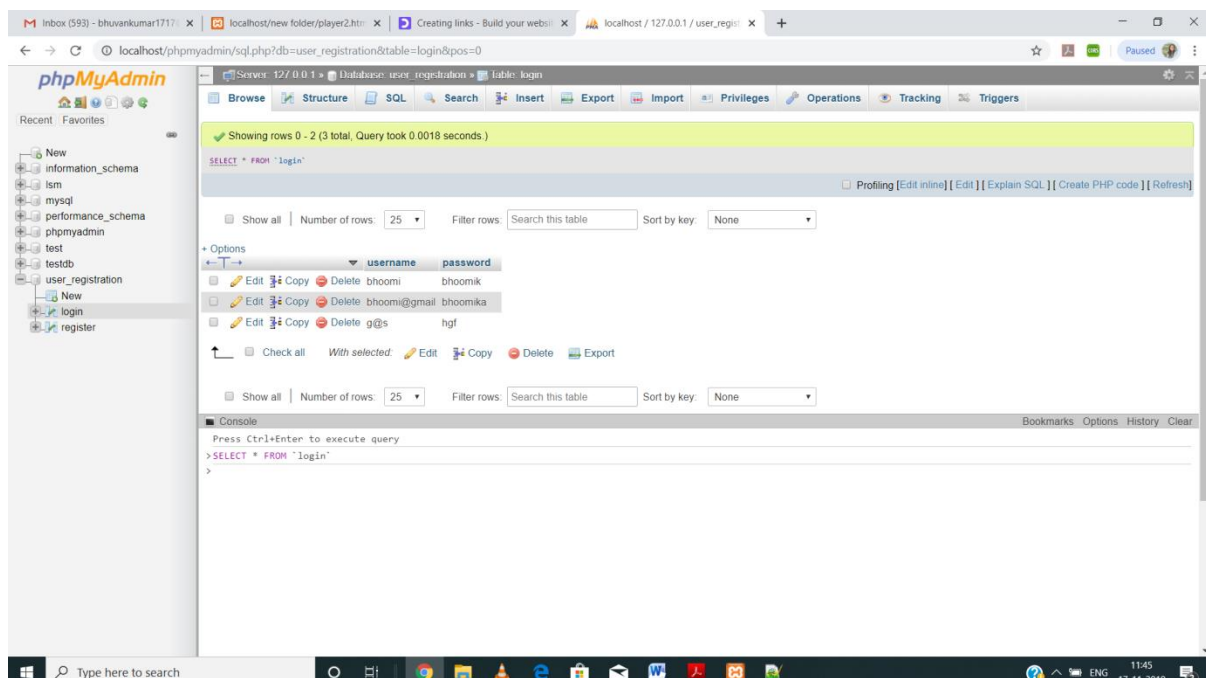 Inbox (593) - bhuvankumar1717 localhost/new folder/player2.htm Creating links - Build your websi localhost / 127.0.0.1 / user_regist
localhost/phpmyadmin/sql.php?db=user_registration&table=login&pos=0 Paused
phpMyAdmin
Recent Favorites
New
information_schema
lsm
mysql
performance_schema
phpmyadmin
test
testdb
user_registration
New
login
register
Server: 127.0.0.1 » Database: user_registration » Table: login
Browse Structure SQL Search Insert Export Import Privileges Operations Tracking Triggers
Showing rows 0 - 2 (3 total, Query took 0.0018 seconds.)
SELECT * FROM `login`
Profiling [Edit inline] [ Edit ] [ Explain SQL ] [ Create PHP code ] [ Refresh]
Show all Number of rows: 25 Filter rows: Search this table Sort by key: None
+ Options
←T→ username password
Edit Copy Delete bhoomi bhoomik
Edit Copy Delete bhoomi@gmail bhoomika
Edit Copy Delete g@s hgf
Check all With selected: Edit Copy Delete Export
Show all Number of rows: 25 Filter rows: Search this table Sort by key: None
Console Bookmarks Options History Clear
Press Ctrl+Enter to execute query
>SELECT * FROM `login`
>
Type here to search ENG 11:45